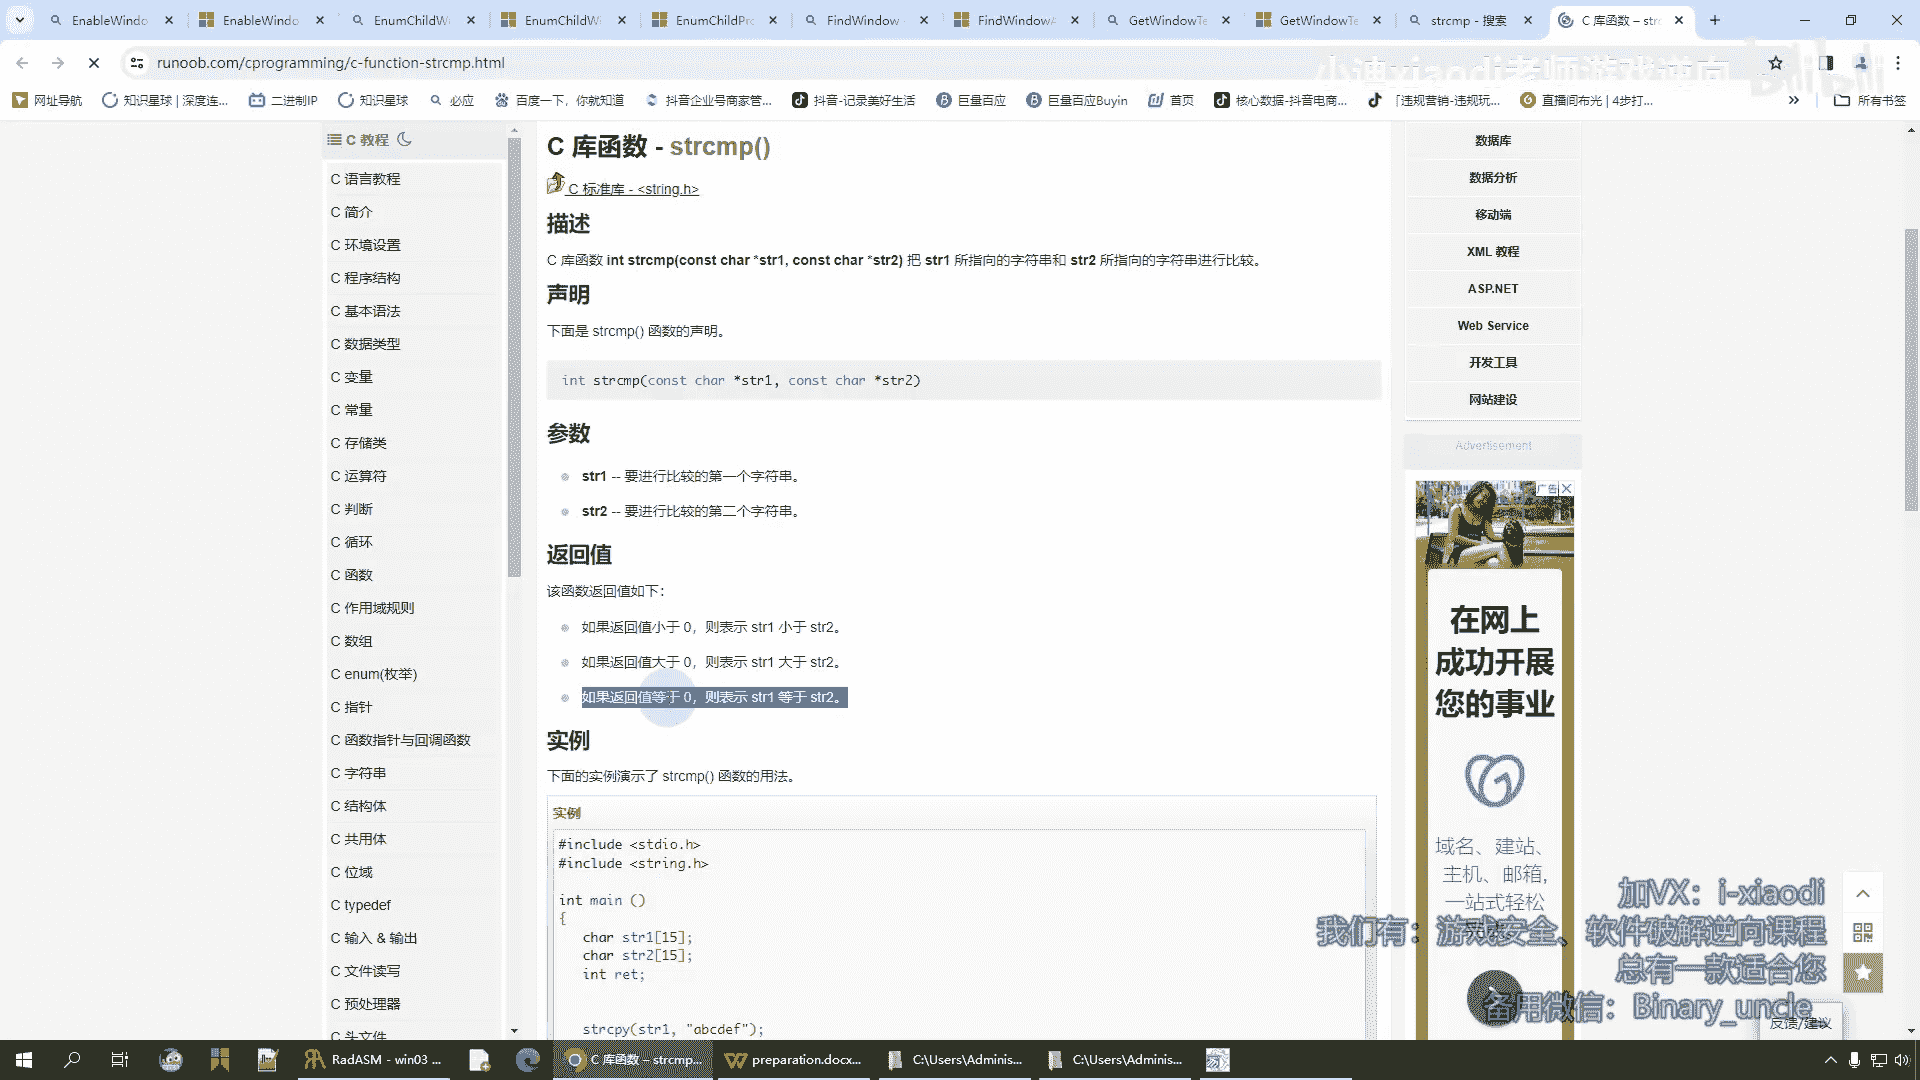 EnableWindo
EnableWindo
EnumChildW
EnumChildWi
EnumChildPr
FindWindow
FindWindowA
GetWindowTe
GetWindowTe
strcmp - 搜索
C 库函数 – str
runoob.com/cprogramming/c-function-strcmp.html
小迪xiaodi老师游戏逆向
bilibili
网址导航
知识星球 | 深度连...
二进制IP
知识星球
必应
百度一下，你就知道
抖音企业号商家管...
抖音-记录美好生活
巨量百应
巨量百应Buyin
首页
核心数据-抖音电商...
「违规营销-违规玩...
直播间布光 | 4步打...
所有书签
C 教程
C 语言教程
C 简介
C 环境设置
C 程序结构
C 基本语法
C 数据类型
C 变量
C 常量
C 存储类
C 运算符
C 判断
C 循环
C 函数
C 作用域规则
C 数组
C enum(枚举)
C 指针
C 函数指针与回调函数
C 字符串
C 结构体
C 共用体
C 位域
C typedef
C 输入 & 输出
C 文件读写
C 预处理器
C 头文件
C 库函数 - strcmp()
C 标准库 - <string.h>
描述
C 库函数 int strcmp(const char *str1, const char *str2) 把 str1 所指向的字符串和 str2 所指向的字符串进行比较。
声明
下面是 strcmp() 函数的声明。
int strcmp(const char *str1, const char *str2)
参数
str1 -- 要进行比较的第一个字符串。
str2 -- 要进行比较的第二个字符串。
返回值
该函数返回值如下：
如果返回值小于 0，则表示 str1 小于 str2。
如果返回值大于 0，则表示 str1 大于 str2。
如果返回值等于 0，则表示 str1 等于 str2。
实例
下面的实例演示了 strcmp() 函数的用法。
实例
#include <stdio.h>
#include <string.h>
int main ()
{
char str1[15];
char str2[15];
int ret;
strcpy(str1, "abcdef");
数据库
数据分析
移动端
XML 教程
ASP.NET
Web Service
开发工具
网站建设
Advertisement
广告
在网上
成功开展
您的事业
域名、建站、
主机、邮箱,
一站式轻松
加VX：i-xiaodi
我们有：游戏安全、软件破解逆向课程
总有一款适合您
备用微信：Binary_uncle
反馈/建议
RadASM - win03 ...
C 库函数 – strcmp...
preparation.docx...
C:\Users\Adminis...
C:\Users\Adminis...